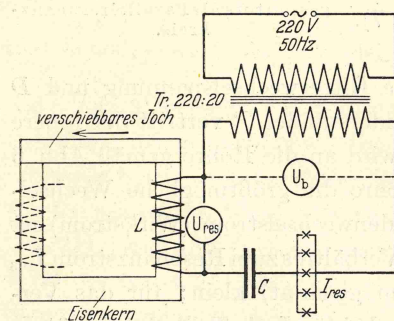 220 V
50Hz
Tr. 220:20
verschiebbares Joch
U_b
L
U_res
C
I_res
Eisenkern